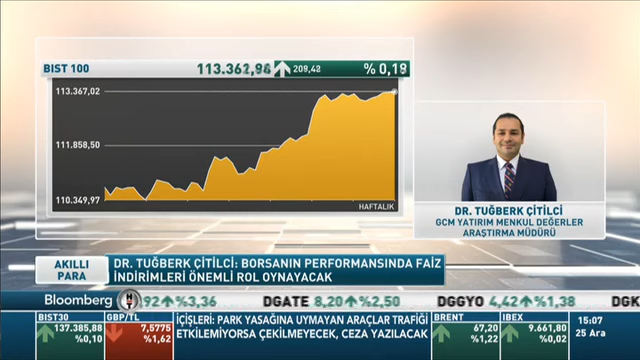 BIST 100 113.362,98 209,48 % 0,19
113.367,02
111.858,50
110.349,97
HAFTALIK
DR. TUĞBERK ÇİTİLCİ
GCM YATIRIM MENKUL DEĞERLER
ARAŞTIRMA MÜDÜRÜ
AKILLI
PARA
DR. TUĞBERK ÇİTİLCİ: BORSANIN PERFORMANSINDA FAİZ
İNDİRİMLERİ ÖNEMLİ ROL OYNAYACAK
Bloomberg HT 92 %3,36 DGATE 8,20 %2,50 DGGYO 4,42 %1,38 DGK
BIST30
137.385,88
%0,10
GBP/TL
7,5775
%1,62
İÇİŞLERİ: PARK YASAĞINA UYMAYAN ARAÇLAR TRAFİĞİ
ETKİLEMİYORSA ÇEKİLMEYECEK, CEZA YAZILACAK
BRENT
67,20
%1,22
IBEX
9.661,80
%0,02
15:07
25 Ara